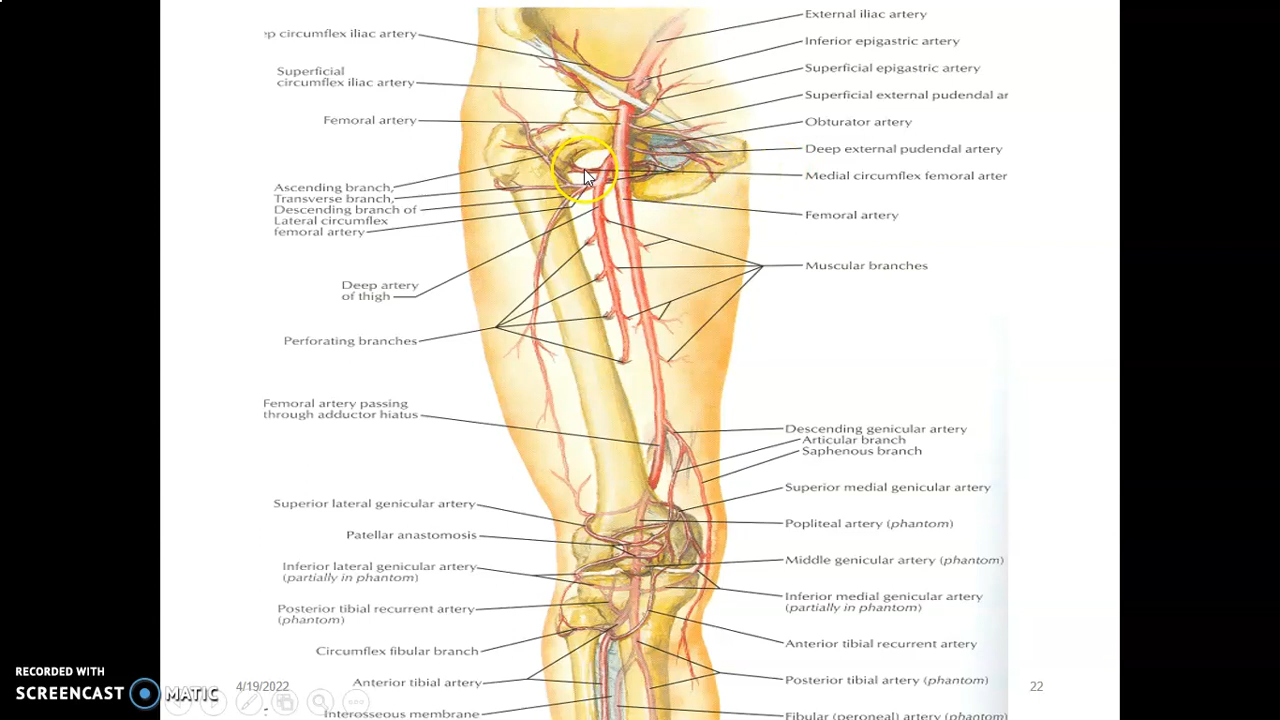 ep circumflex iliac artery
Superficial
circumflex iliac artery
Femoral artery
Ascending branch,
Transverse branch,
Descending branch of
Lateral circumflex
femoral artery
Deep artery
of thigh
Perforating branches
Femoral artery passing
through adductor hiatus
Superior lateral genicular artery
Patellar anastomosis
Inferior lateral genicular artery
(partially in phantom)
Posterior tibial recurrent artery
(phantom)
Circumflex fibular branch
Anterior tibial artery
Interosseous membrane
External iliac artery
Inferior epigastric artery
Superficial epigastric artery
Superficial external pudendal ar
Obturator artery
Deep external pudendal artery
Medial circumflex femoral arter
Femoral artery
Muscular branches
Descending genicular artery
Articular branch
Saphenous branch
Superior medial genicular artery
Popliteal artery (phantom)
Middle genicular artery (phantom)
Inferior medial genicular artery
(partially in phantom)
Anterior tibial recurrent artery
Posterior tibial artery (phantom)
Fibular (peroneal) artery (phantom
RECORDED WITH
SCREENCAST MATIC
4/19/2022
22